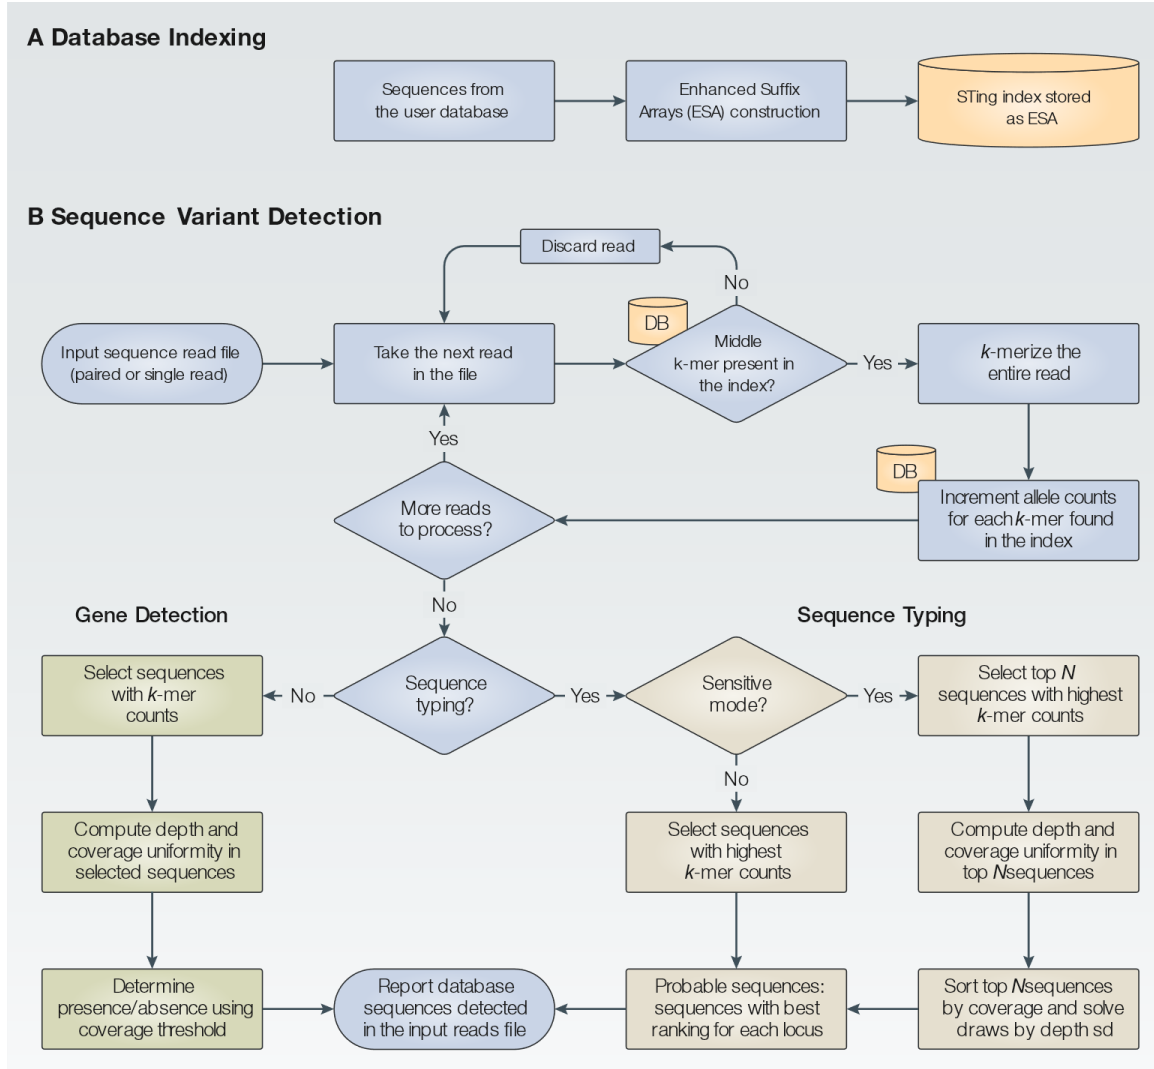 A Database Indexing
Sequences from
the user database
Enhanced Suffix
Arrays (ESA) construction
STing index stored
as ESA
B Sequence Variant Detection
Discard read
No
DB
Input sequence read file
(paired or single read)
Take the next read
in the file
Middle
k-mer present in
the index?
Yes
k-merize the
entire read
Yes
DB
More reads
to process?
Increment allele counts
for each k-mer found
in the index
No
Gene Detection
Sequence Typing
Select sequences
with k-mer
counts
No
Sequence
typing?
Yes
Sensitive
mode?
Yes
Select top N
sequences with highest
k-mer counts
No
Compute depth and
coverage uniformity in
selected sequences
Select sequences
with highest
k-mer counts
Compute depth and
coverage uniformity in
top N sequences
Determine
presence/absence using
coverage threshold
Report database
sequences detected
in the input reads file
Probable sequences:
sequences with best
ranking for each locus
Sort top N sequences
by coverage and solve
draws by depth sd